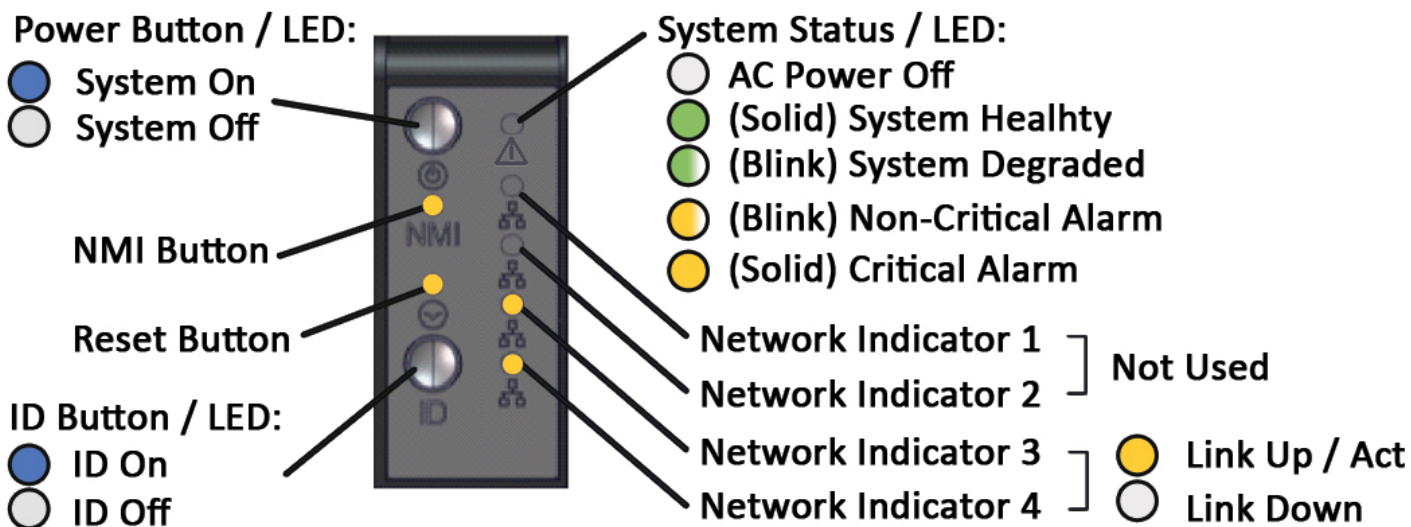 Power Button / LED:
System On
System Off
NMI Button
Reset Button
ID Button / LED:
ID On
ID Off
NMI
ID
System Status / LED:
AC Power Off
(Solid) System Healhty
(Blink) System Degraded
(Blink) Non-Critical Alarm
(Solid) Critical Alarm
Network Indicator 1
Network Indicator 2
Not Used
Network Indicator 3
Network Indicator 4
Link Up / Act
Link Down